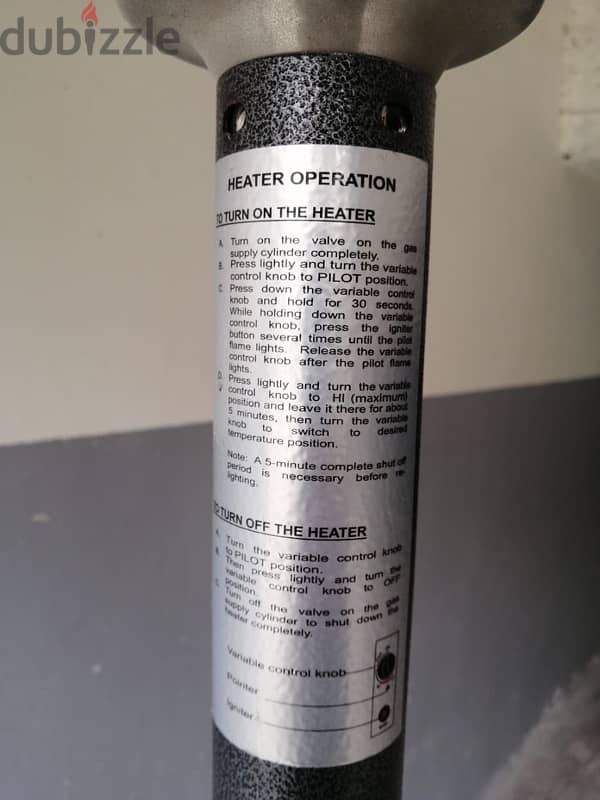 dubizzle
HEATER OPERATION
TO TURN ON THE HEATER
A. Turn on the valve on the gas
supply cylinder completely.
B. Press lightly and turn the variable
control knob to PILOT position.
C. Press down the variable control
knob and hold for 30 seconds.
While holding down the variable
control knob, press the igniter
button several times until the pilot
flame lights. Release the variable
control knob after the pilot flame
lights.
D. Press lightly and turn the variable
control knob to HI (maximum)
position and leave it there for about
5 minutes, then turn the variable
knob to switch to desired
temperature position.
Note: A 5-minute complete shut off
period is necessary before re-
lighting.
TO TURN OFF THE HEATER
A. Turn the variable control knob
to PILOT position.
B. Then press lightly and turn the
variable control knob to OFF
position.
C. Turn off the valve on the gas
supply cylinder to shut down the
heater completely.
Variable control knob
Pointer
Igniter